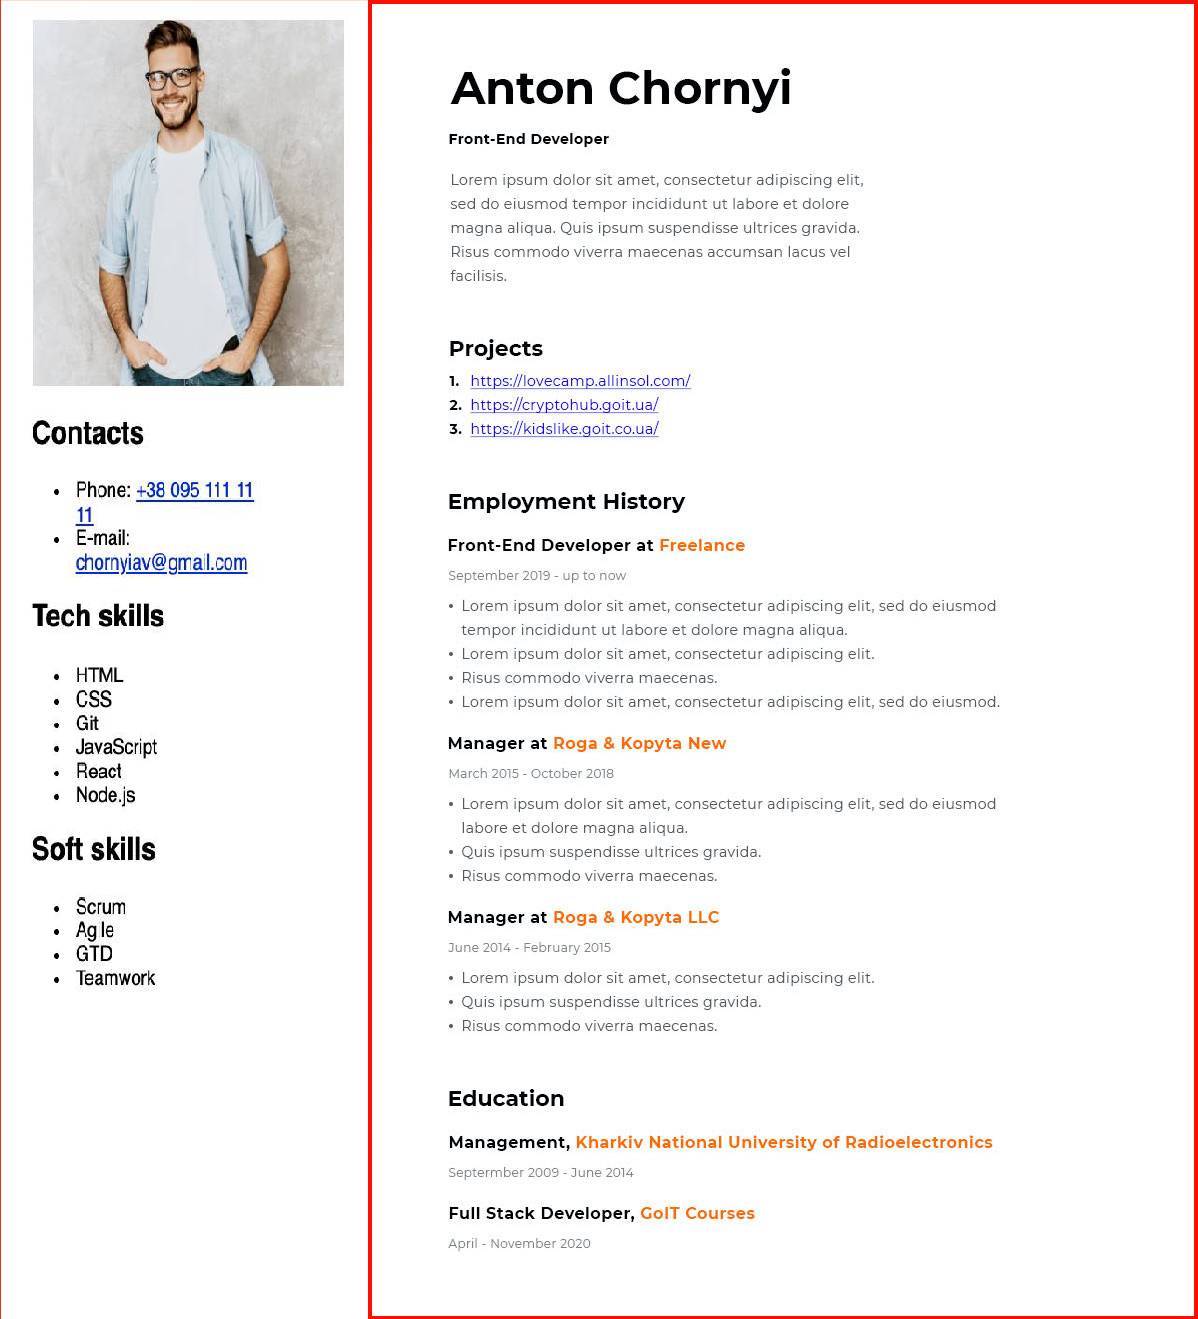 Contacts
Phone: +38 095 111 11
11
E-mail:
chornyiav@gmail.com
Tech skills
HTML
CSS
Git
JavaScript
React
Node.js
Soft skills
Scrum
Agile
GTD
Teamwork
Anton Chornyi
Front-End Developer
Lorem ipsum dolor sit amet, consectetur adipiscing elit,
sed do eiusmod tempor incididunt ut labore et dolore
magna aliqua. Quis ipsum suspendisse ultrices gravida.
Risus commodo viverra maecenas accumsan lacus vel
facilisis.
Projects
1. https://lovecamp.allinsol.com/
2. https://cryptohub.goit.ua/
3. https://kidslike.goit.co.ua/
Employment History
Front-End Developer at Freelance
September 2019 - up to now
• Lorem ipsum dolor sit amet, consectetur adipiscing elit, sed do eiusmod
tempor incididunt ut labore et dolore magna aliqua.
• Lorem ipsum dolor sit amet, consectetur adipiscing elit.
• Risus commodo viverra maecenas.
• Lorem ipsum dolor sit amet, consectetur adipiscing elit, sed do eiusmod.
Manager at Roga & Kopyta New
March 2015 - October 2018
• Lorem ipsum dolor sit amet, consectetur adipiscing elit, sed do eiusmod
labore et dolore magna aliqua.
• Quis ipsum suspendisse ultrices gravida.
• Risus commodo viverra maecenas.
Manager at Roga & Kopyta LLC
June 2014 - February 2015
• Lorem ipsum dolor sit amet, consectetur adipiscing elit.
• Quis ipsum suspendisse ultrices gravida.
• Risus commodo viverra maecenas.
Education
Management, Kharkiv National University of Radioelectronics
Septermber 2009 - June 2014
Full Stack Developer, GoIT Courses
April - November 2020